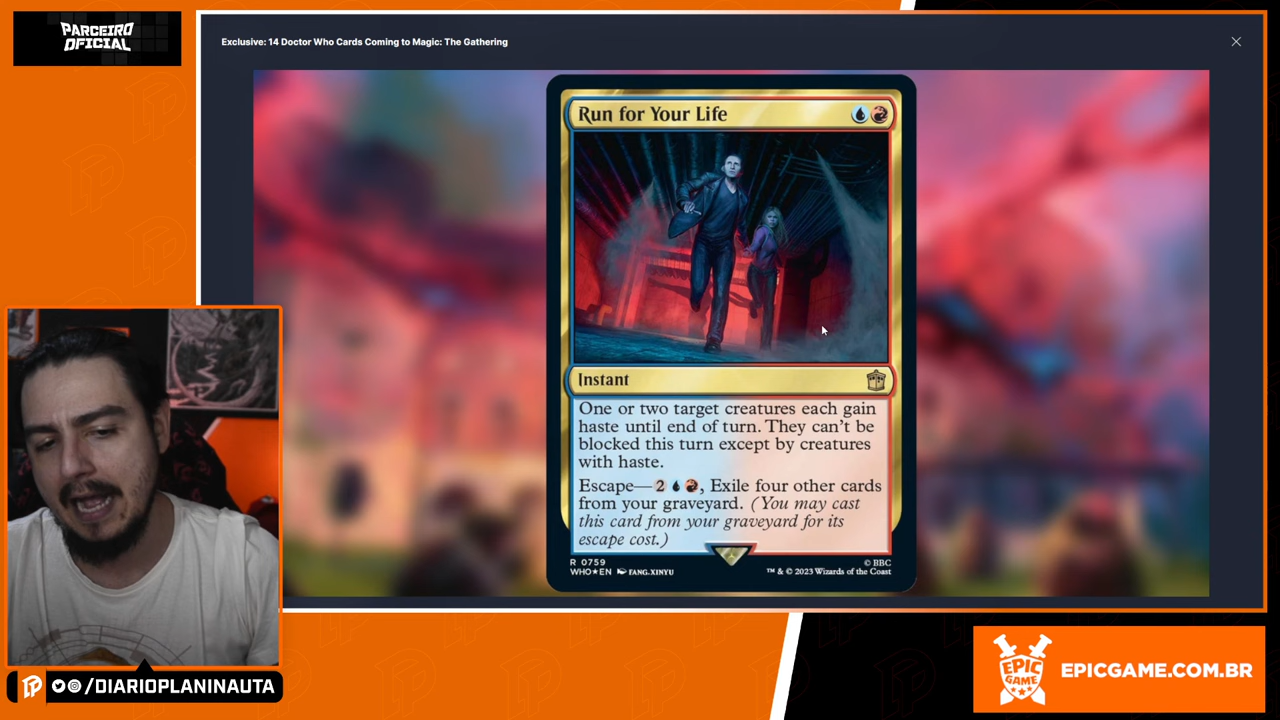 PARCEIRO
OFICIAL
Exclusive: 14 Doctor Who Cards Coming to Magic: The Gathering
Run for Your Life
Instant
One or two target creatures each gain
haste until end of turn. They can't be
blocked this turn except by creatures
with haste.
Escape—2, Exile four other cards
from your graveyard. (You may cast
this card from your graveyard for its
escape cost.)
R 0759
WHO★EN FANG.XINYU
© BBC
™ & © 2023 Wizards of the Coast
/DIARIOPLANINAUTA
EPIC
GAME
EPICGAME.COM.BR